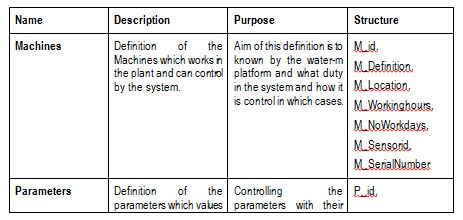 Name Description Purpose Structure
Machines Definition of the Aim of this definition is to M_id,
Machines which works in known by the water-m M_Definition,
the plant and can control platform and what duty M_Location,
by the system. in the system and how it M_Workinghours,
is control in which cases. M_NoWorkdays,
M_Sensorid,
M_SerialNumber
Parameters Definition of the Controlling the P_id,
parameters which values parameters with their